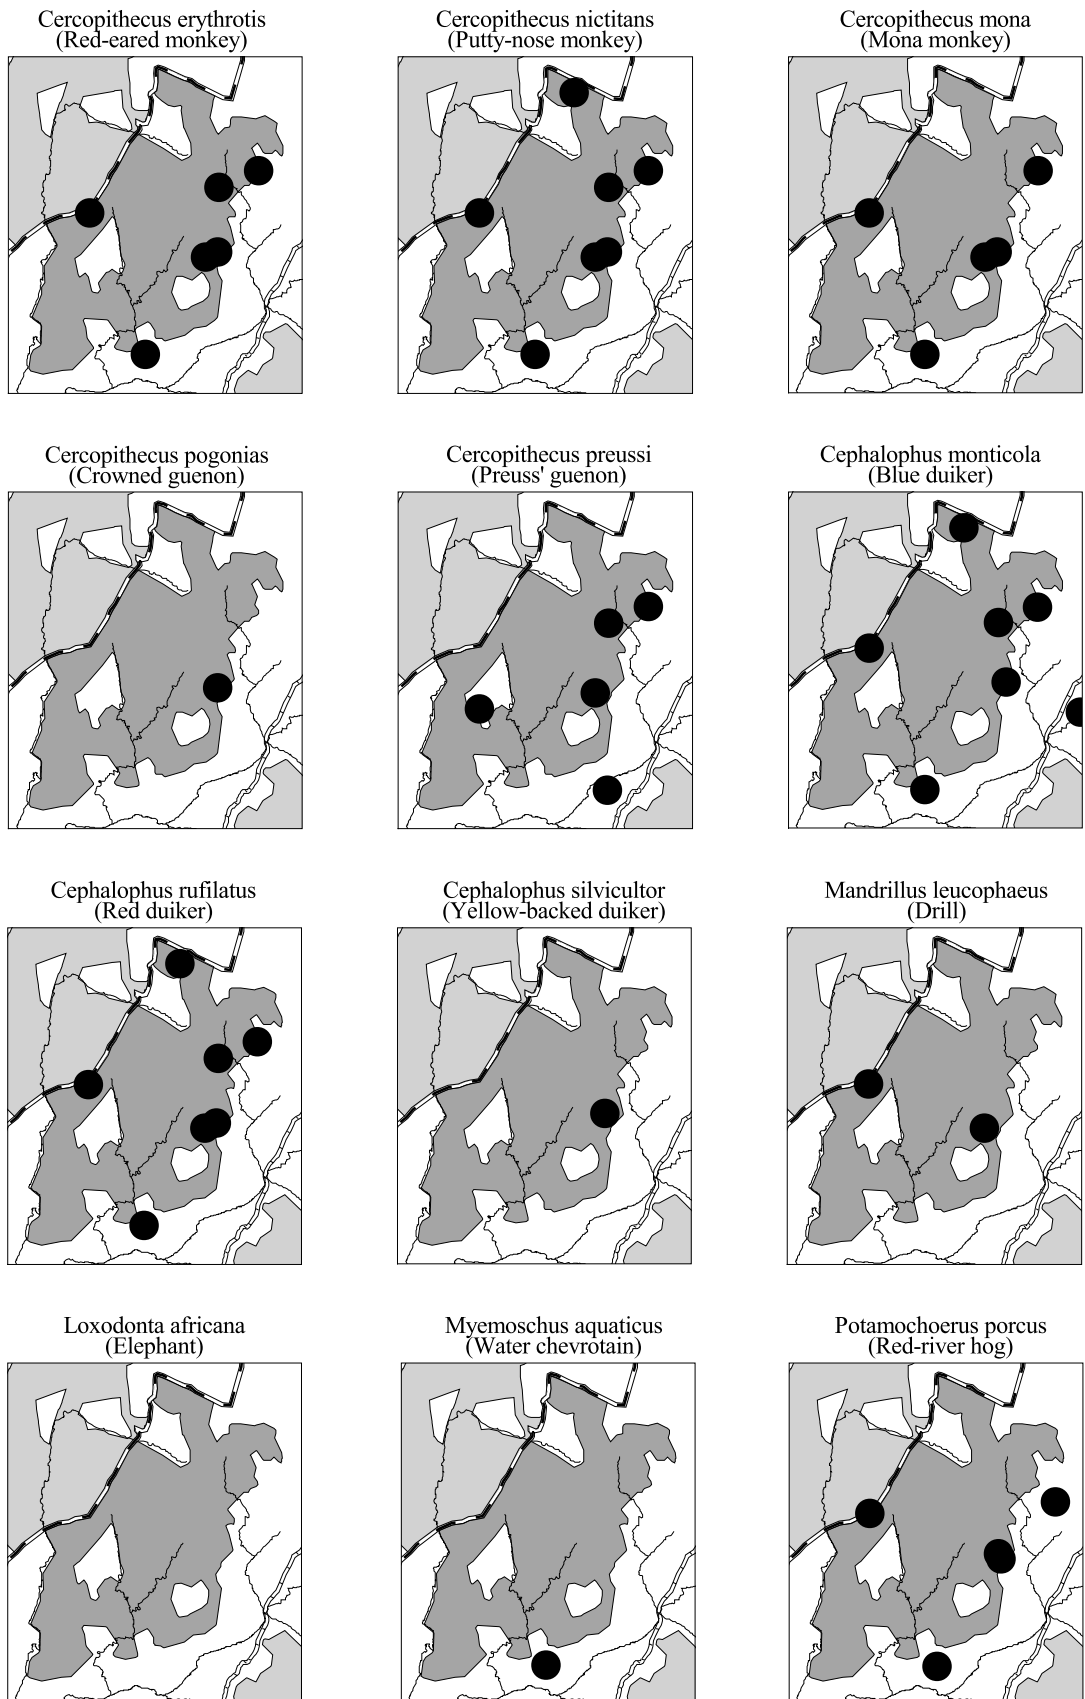 Cercopithecus erythrotis
(Red-eared monkey)
Cercopithecus nictitans
(Putty-nose monkey)
Cercopithecus mona
(Mona monkey)
Cercopithecus pogonias
(Crowned guenon)
Cercopithecus preussi
(Preuss' guenon)
Cephalophus monticola
(Blue duiker)
Cephalophus rufilatus
(Red duiker)
Cephalophus silvicultor
(Yellow-backed duiker)
Mandrillus leucophaeus
(Drill)
Loxodonta africana
(Elephant)
Myemoschus aquaticus
(Water chevrotain)
Potamochoerus porcus
(Red-river hog)